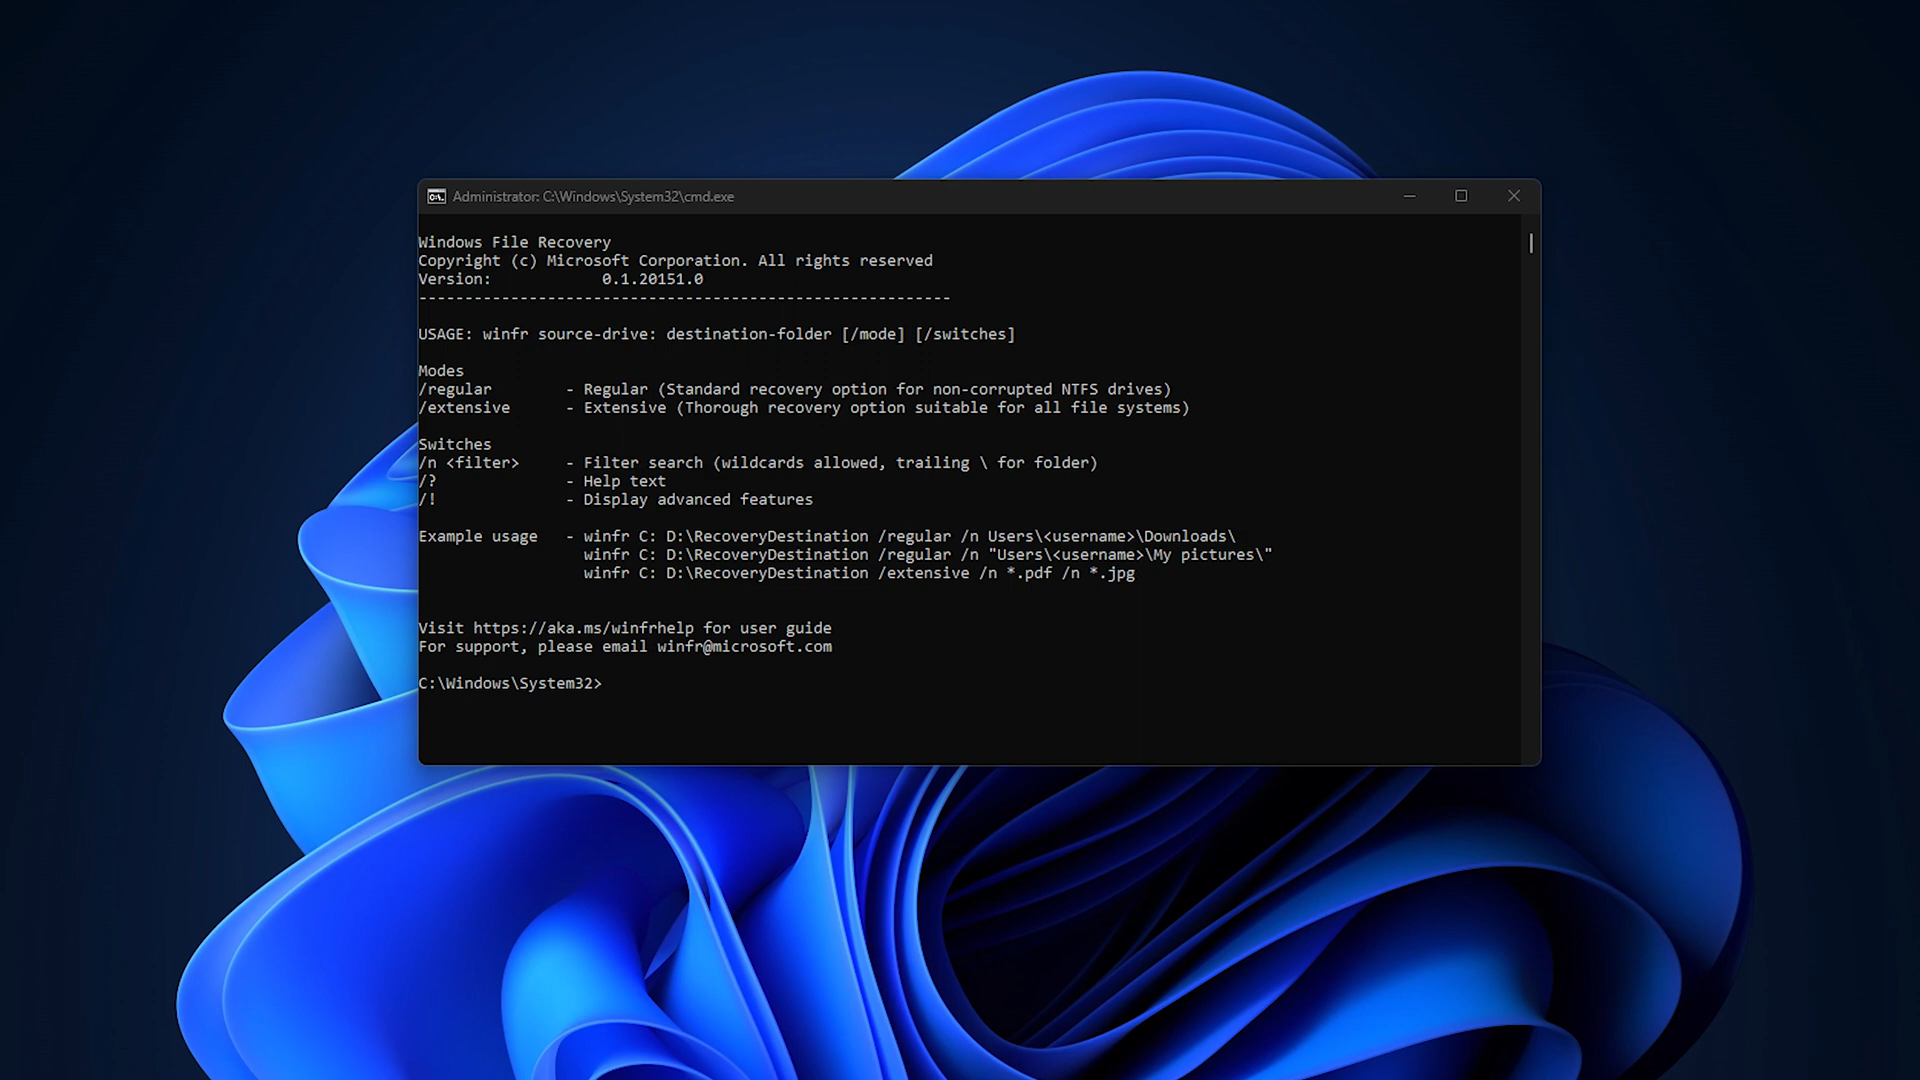 Administrator: C:\Windows\System32\cmd.exe
Windows File Recovery
Copyright (c) Microsoft Corporation. All rights reserved
Version:            0.1.20151.0
----------------------------------------------------------
USAGE: winfr source-drive: destination-folder [/mode] [/switches]
Modes
/regular        - Regular (Standard recovery option for non-corrupted NTFS drives)
/extensive      - Extensive (Thorough recovery option suitable for all file systems)
Switches
/n <filter>     - Filter search (wildcards allowed, trailing \ for folder)
/?              - Help text
/!              - Display advanced features
Example usage   - winfr C: D:\RecoveryDestination /regular /n Users\<username>\Downloads\
                  winfr C: D:\RecoveryDestination /regular /n "Users\<username>\My pictures\"
                  winfr C: D:\RecoveryDestination /extensive /n *.pdf /n *.jpg
Visit https://aka.ms/winfrhelp for user guide
For support, please email winfr@microsoft.com
C:\Windows\System32>